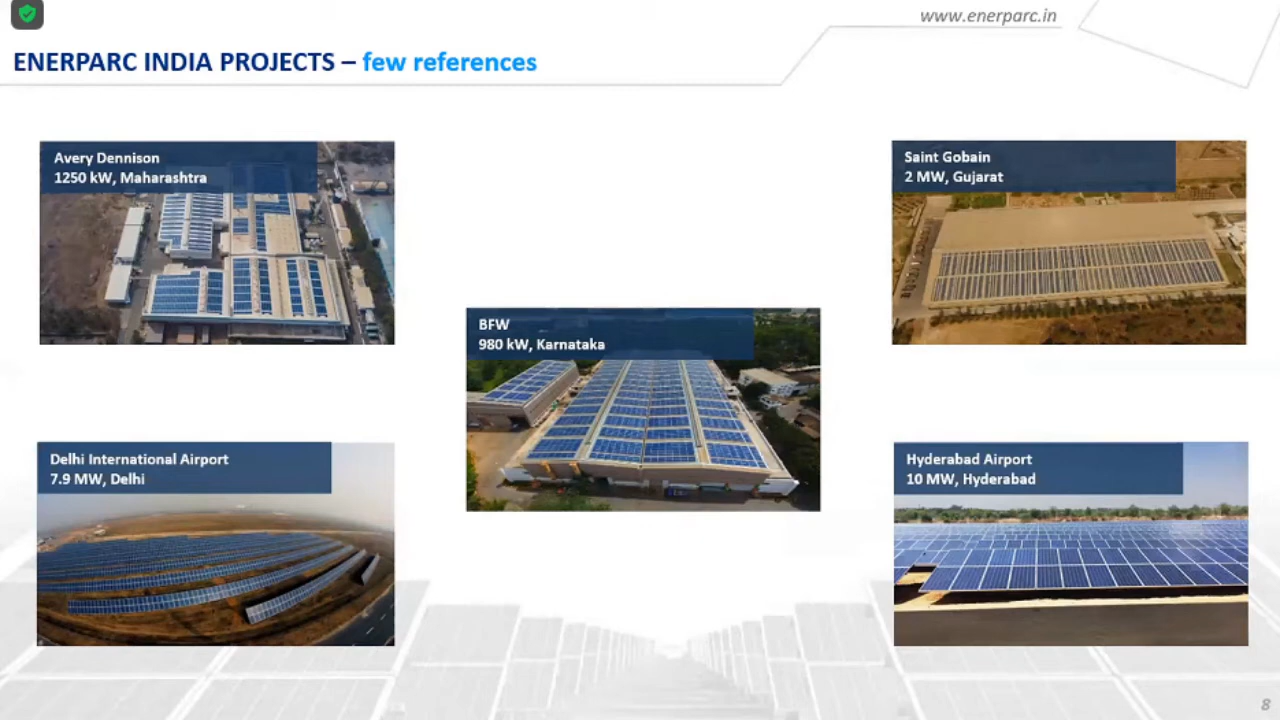 www.enerparc.in
ENERPARC INDIA PROJECTS – few references
Avery Dennison
1250 kW, Maharashtra
Saint Gobain
2 MW, Gujarat
BFW
980 kW, Karnataka
Delhi International Airport
7.9 MW, Delhi
Hyderabad Airport
10 MW, Hyderabad
8